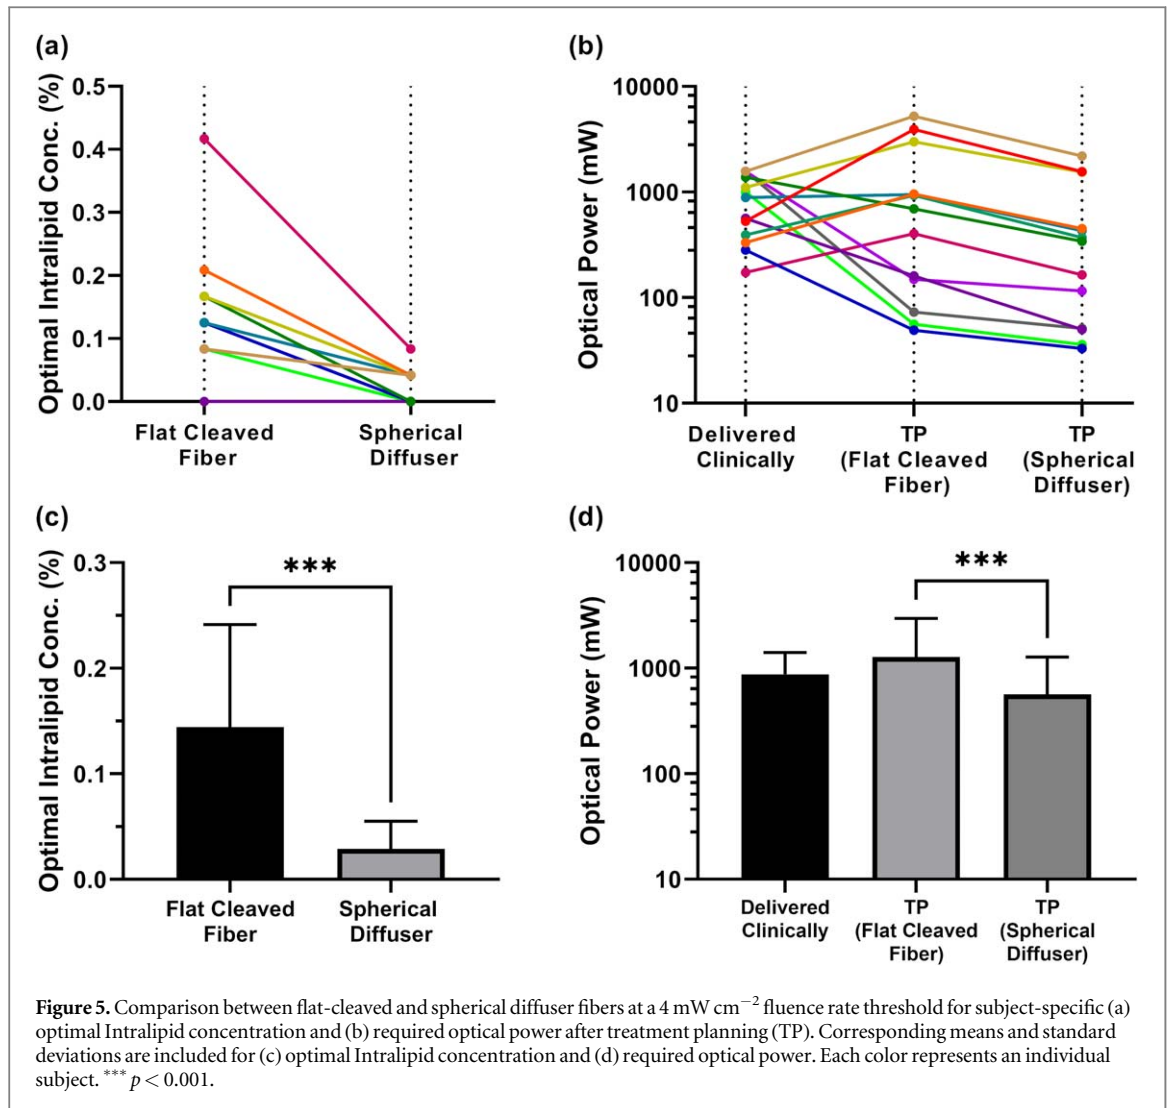 (a)
Optimal Intralipid Conc. (%)
0.5
0.4
0.3
0.2
0.1
0.0
Flat Cleaved
Fiber
Spherical
Diffuser
(b)
Optical Power (mW)
10000
1000
100
10
Delivered
Clinically
TP
(Flat Cleaved
Fiber)
TP
(Spherical
Diffuser)
(c)
Optimal Intralipid Conc. (%)
0.3
0.2
0.1
0.0
***
Flat Cleaved
Fiber
Spherical
Diffuser
(d)
Optical Power (mW)
10000
1000
100
10
***
Delivered
Clinically
TP
(Flat Cleaved
Fiber)
TP
(Spherical
Diffuser)
Figure 5. Comparison between flat-cleaved and spherical diffuser fibers at a 4 mW cm−2 fluence rate threshold for subject-specific (a)
optimal Intralipid concentration and (b) required optical power after treatment planning (TP). Corresponding means and standard
deviations are included for (c) optimal Intralipid concentration and (d) required optical power. Each color represents an individual
subject. *** p < 0.001.